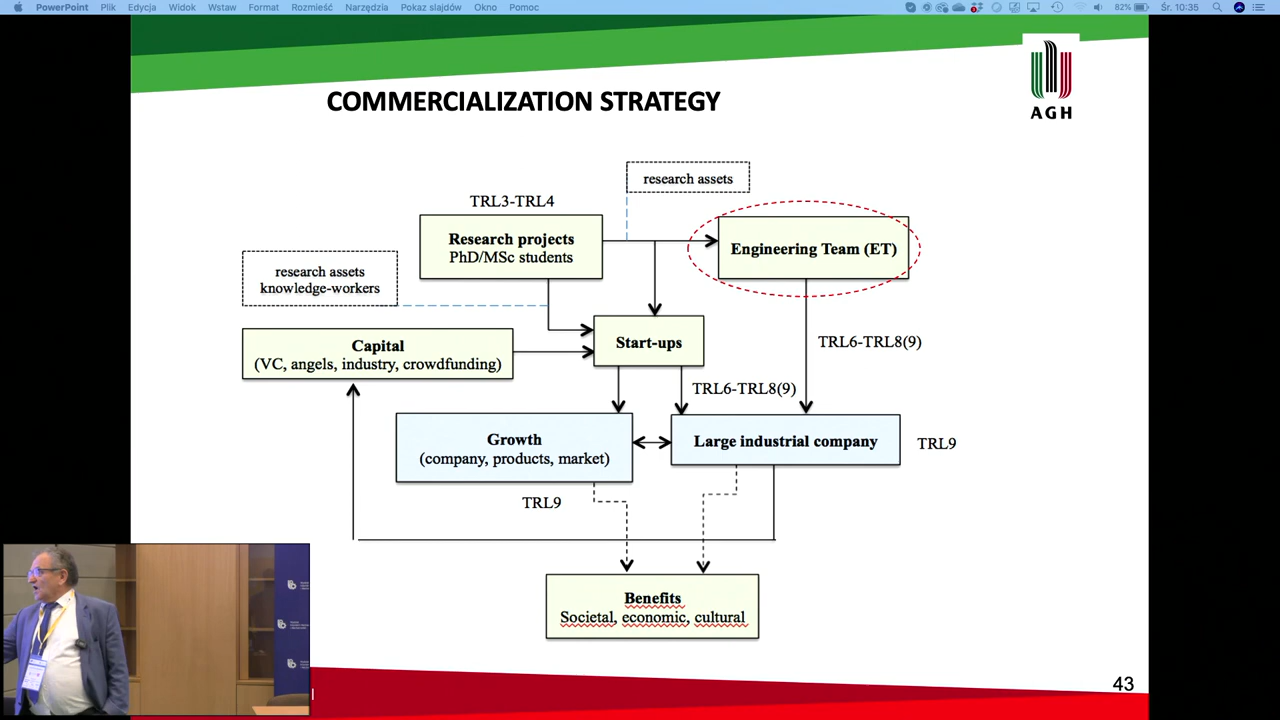 PowerPoint Plik Edycja Widok Wstaw Format Rozmieść Narzędzia Pokaz slajdów Okno Pomoc 82% Śr. 10:35
COMMERCIALIZATION STRATEGY
AGH
research assets
TRL3-TRL4
Research projects
PhD/MSc students
Engineering Team (ET)
research assets
knowledge-workers
Capital
(VC, angels, industry, crowdfunding)
Start-ups
TRL6-TRL8(9)
TRL6-TRL8(9)
Growth
(company, products, market)
Large industrial company
TRL9
TRL9
Benefits
Societal, economic, cultural
43